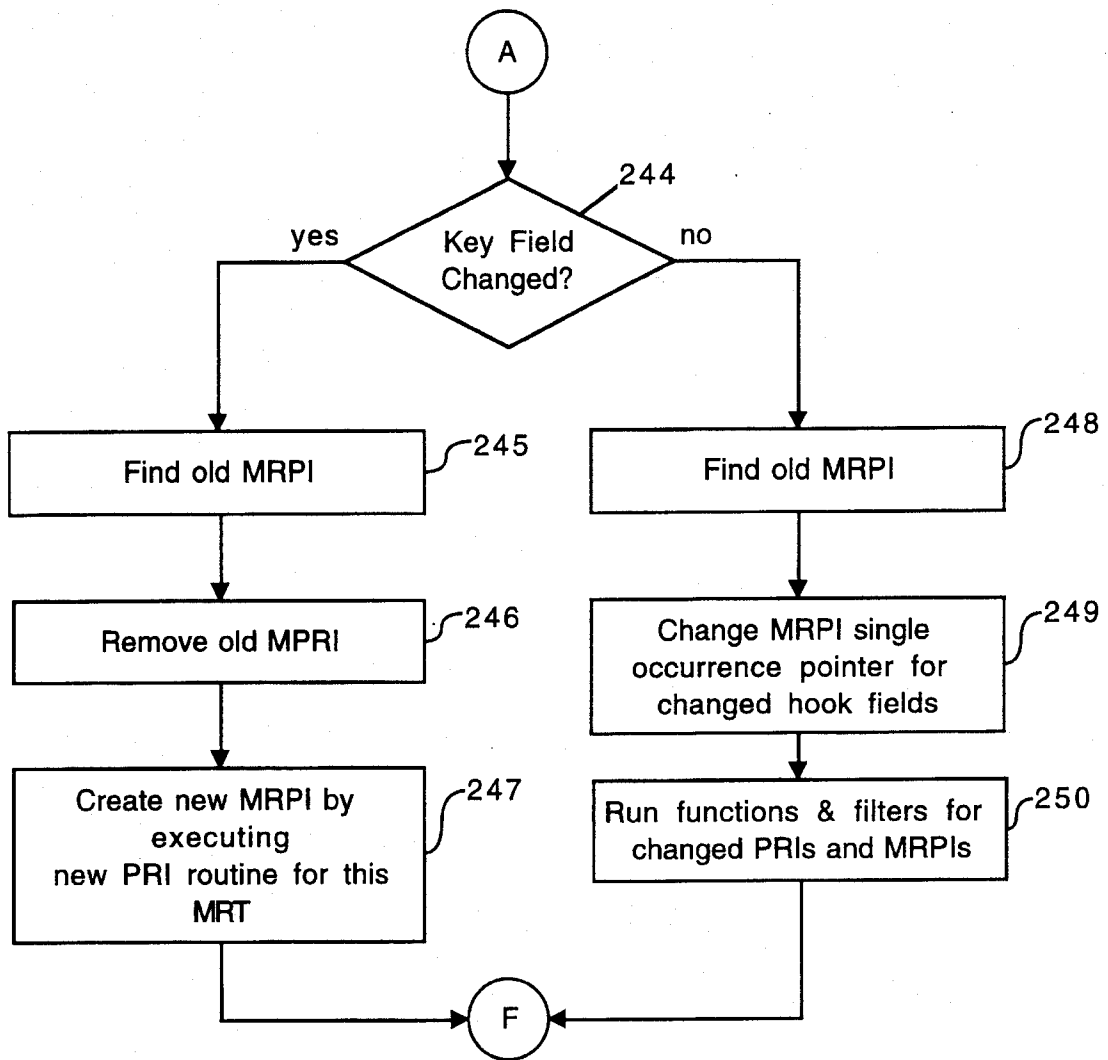 A
244
yes
no
Key Field
Changed?
245
Find old MRPI
248
Find old MRPI
246
Remove old MPRI
249
Change MRPI single
occurrence pointer for
changed hook fields
247
Create new MRPI by
executing
new PRI routine for this
MRT
250
Run functions & filters for
changed PRIs and MRPIs
F